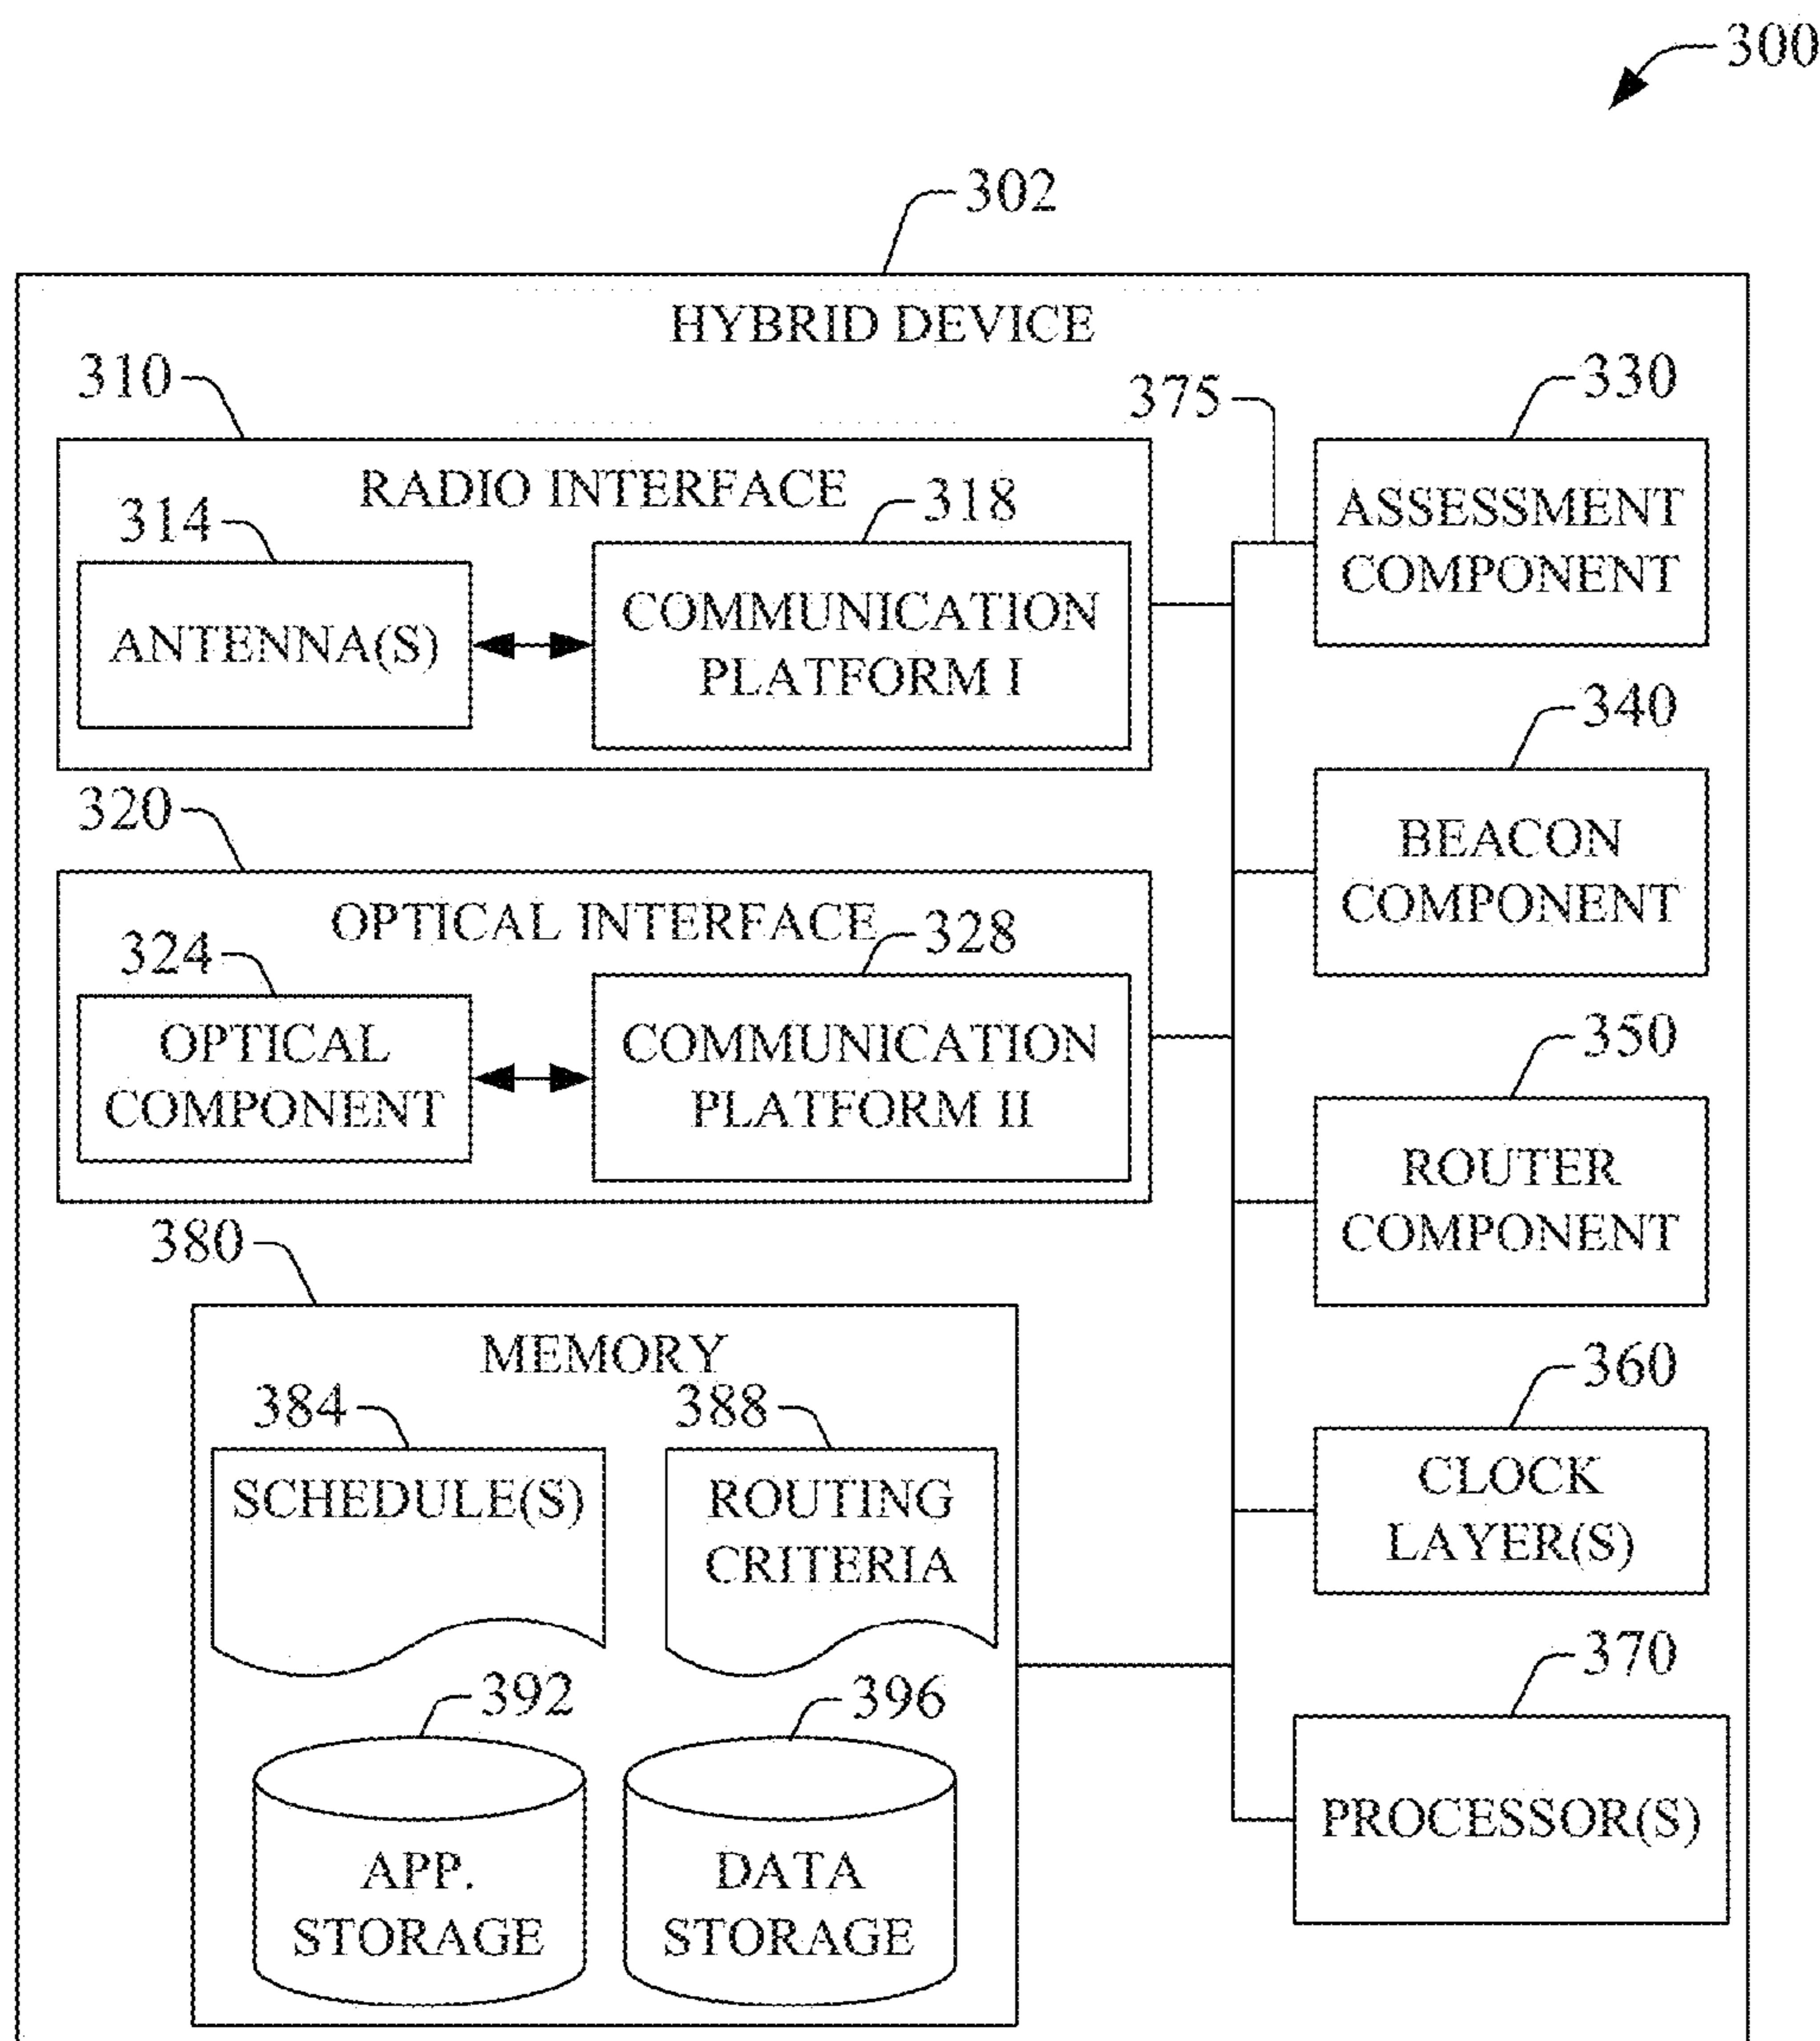 300
302
HYBRID DEVICE
310
RADIO INTERFACE
314
318
ANTENNA(S)
COMMUNICATION
PLATFORM I
375
330
ASSESSMENT
COMPONENT
320
OPTICAL INTERFACE
324
328
OPTICAL
COMPONENT
COMMUNICATION
PLATFORM II
340
BEACON
COMPONENT
350
ROUTER
COMPONENT
380
MEMORY
384
388
SCHEDULE(S)
ROUTING
CRITERIA
392
396
APP.
STORAGE
DATA
STORAGE
360
CLOCK
LAYER(S)
370
PROCESSOR(S)